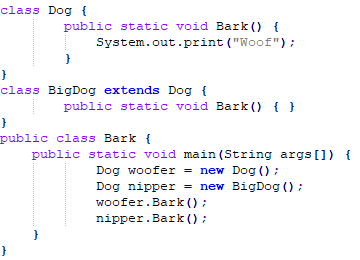 class Dog {
        public static void Bark() {
            System.out.print("Woof");
        }
}
class BigDog extends Dog {
        public static void Bark() { }
}
public class Bark {
    public static void main(String args[]) {
            Dog woofer = new Dog();
            Dog nipper = new BigDog();
            woofer.Bark();
            nipper.Bark();
    }
}